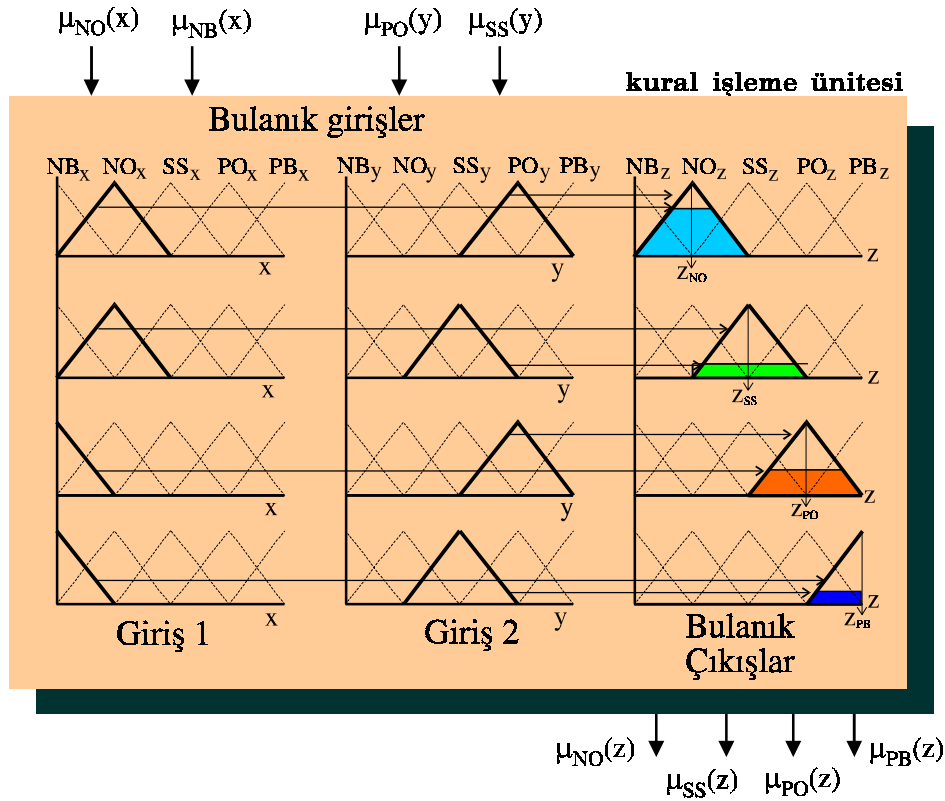 μNO(x) μNB(x) μPO(y) μSS(y)
kural işleme ünitesi
Bulanık girişler
NBx NOx SSx POx PBx NBy NOy SSy POy PBy NBz NOz SSz POz PBz
x y z
zNO
x y z
zSS
x y z
zPO
x y z
zPB
Giriş 1 Giriş 2 Bulanık
Çıkışlar
μNO(z) μPB(z)
μSS(z) μPO(z)